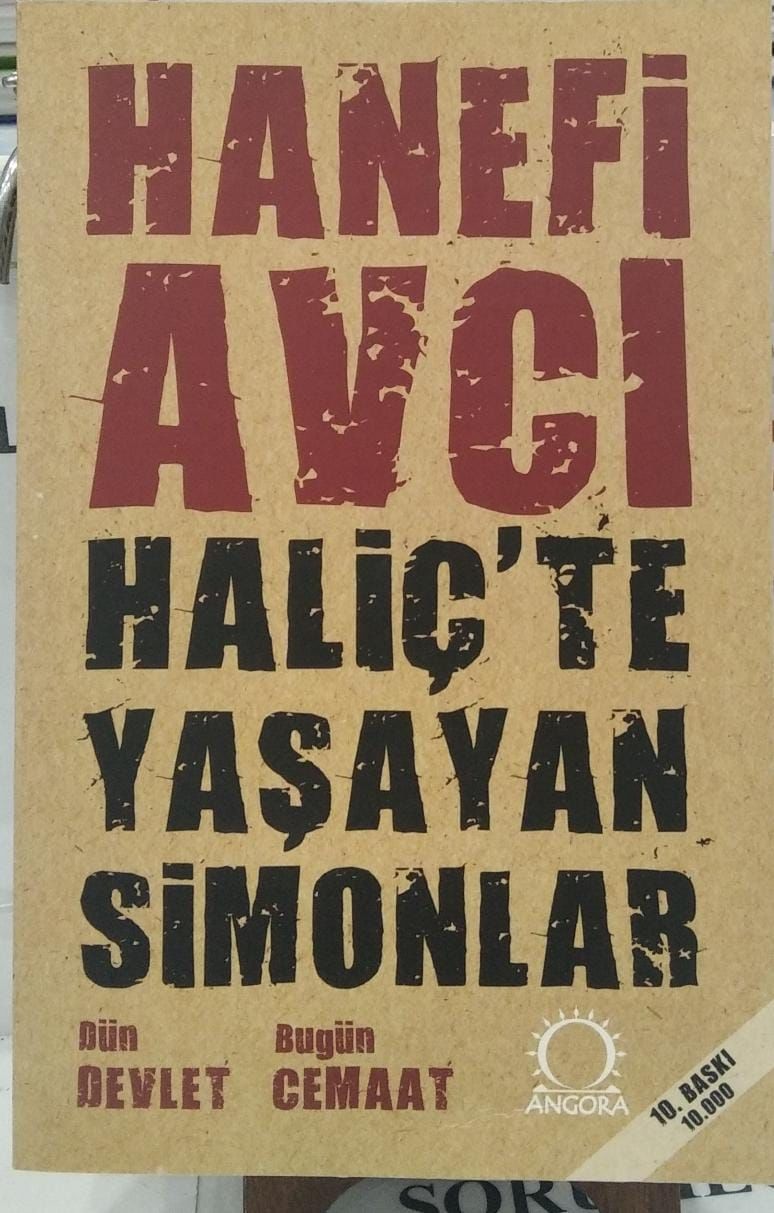 HANEFİ
AVCI
HALİÇ'TE
YAŞAYAN
SİMONLAR
Dün Bugün
DEVLET CEMAAT
ANGORA
10. BASKI
10.000